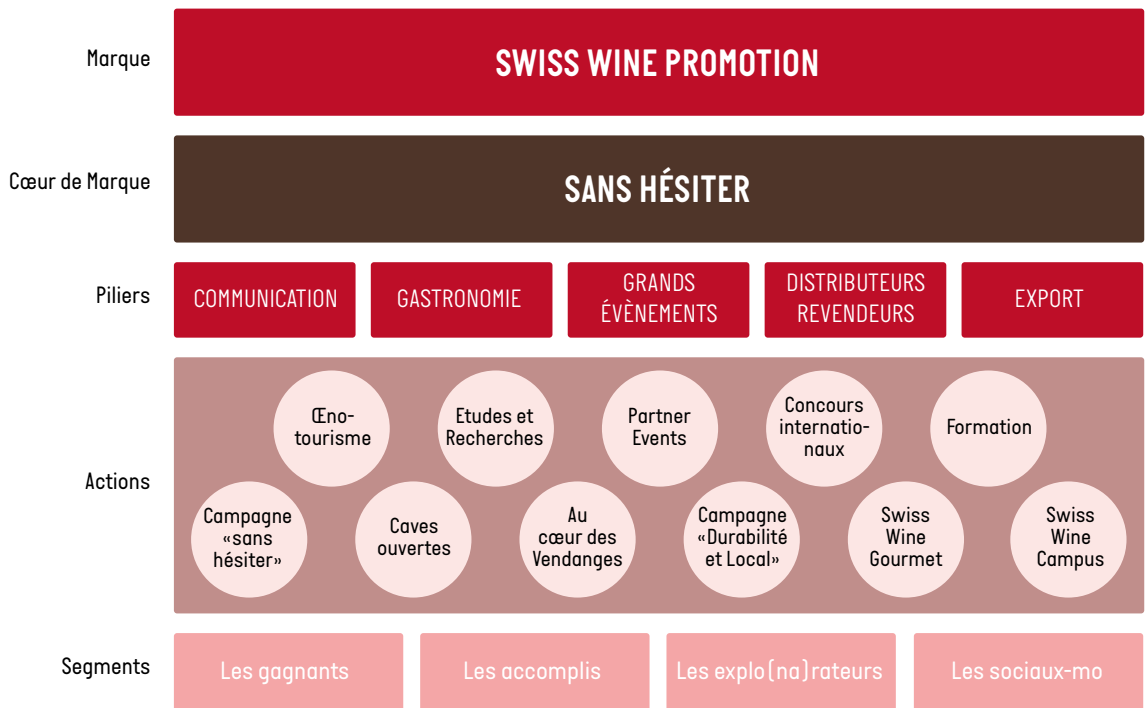 Marque
SWISS WINE PROMOTION
Cœur de Marque
SANS HÉSITER
Piliers
COMMUNICATION
GASTRONOMIE
GRANDS
ÉVÈNEMENTS
DISTRIBUTEURS
REVENDEURS
EXPORT
Actions
Œno-
tourisme
Etudes et
Recherches
Partner
Events
Concours
internatio-
naux
Formation
Campagne
«sans
hésiter»
Caves
ouvertes
Au
cœur des
Vendanges
Campagne
«Durabilité
et Local»
Swiss
Wine
Gourmet
Swiss
Wine
Campus
Segments
Les gagnants
Les accomplis
Les explo(na)rateurs
Les sociaux-mo